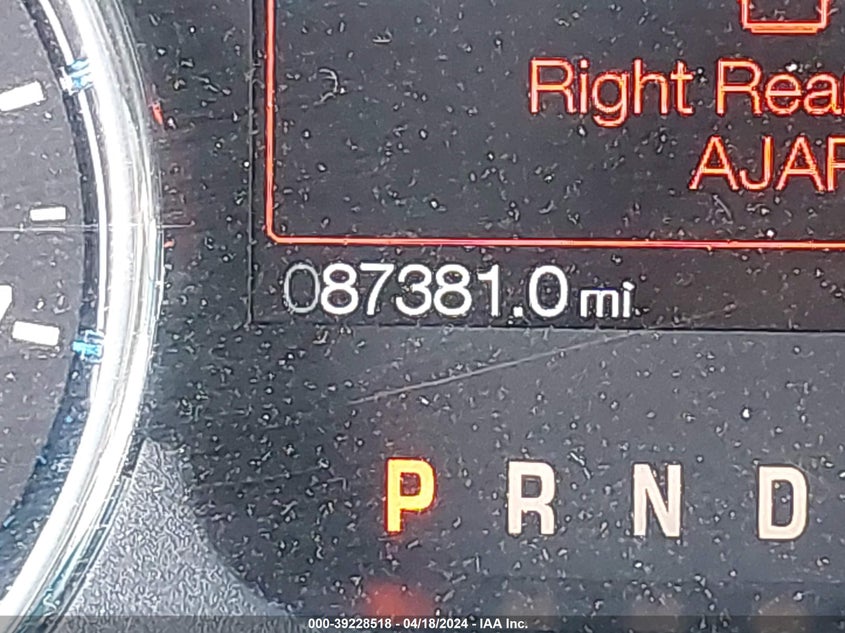 Right Rea
AJAR
087381.0 mi
P R N D
000-39228518 - 04/18/2024 - IAA Inc.